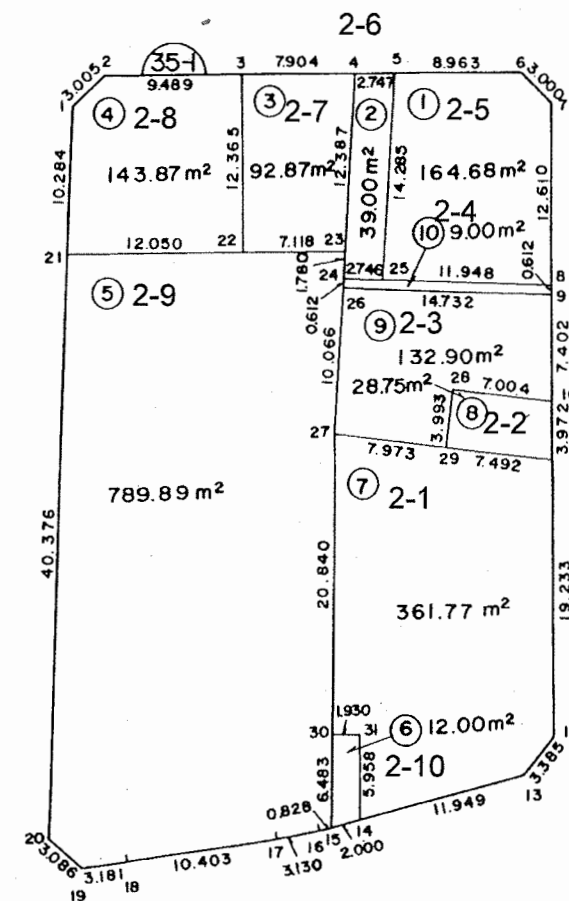 2-6
3.005 2 35-1 3 7.904 4 5 8.963 6 3.000
9.489 2.747
④ 2-8 ③ 2-7 ② ① 2-5
143.87m² 92.87m² 39.00m² 164.68m²
10.284 12.365 12.387 14.285 12.610
2-4
⑩ 9.00m²
21 12.050 22 7.118 23
1.780 24 2.746 25 11.948 0.612 8
9
⑤ 2-9 0.612 26 14.732
⑨ 2-3
132.90m²
10.066 7.402
28.75m² 28 7.004
3.993 ⑧ 2-2 3.972
27 7.973 29 7.492
⑦ 2-1
789.89 m²
40.376 20.840 19.233
361.77 m²
1.930
30 31 ⑥ 12.00m²
2-10
6.483 5.958 3.385
13
0.828 11.949
20 3.086 3.181 18 10.403 17 3.130 16 15 2.000 14
19